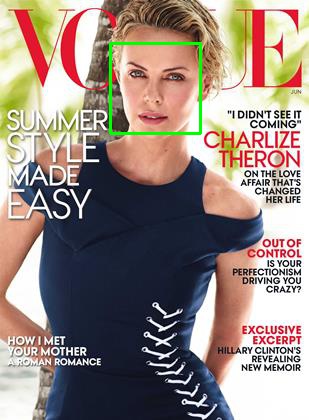 VOGUE
JUN
SUMMER
STYLE
MADE
EASY
"I DIDN'T SEE IT
COMING"
CHARLIZE
THERON
ON THE LOVE
AFFAIR THAT'S
CHANGED
HER LIFE
OUT OF
CONTROL
IS YOUR
PERFECTIONISM
DRIVING YOU
CRAZY?
HOW I MET
YOUR MOTHER
A ROMAN ROMANCE
EXCLUSIVE
EXCERPT
HILLARY CLINTON'S
REVEALING
NEW MEMOIR